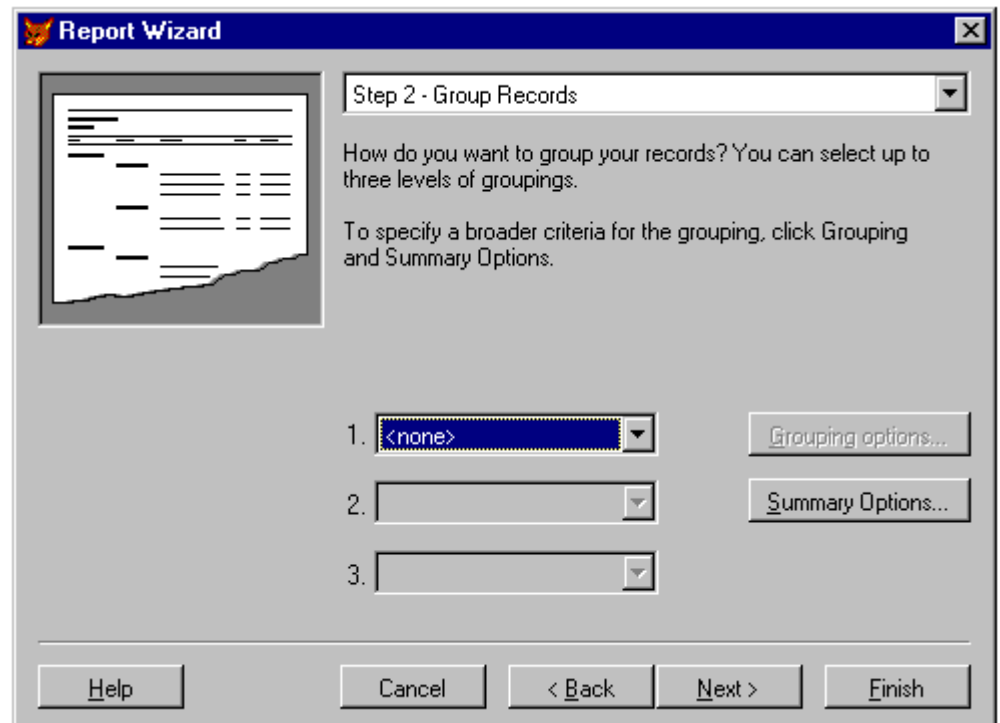 Report Wizard
Step 2 - Group Records
How do you want to group your records? You can select up to
three levels of groupings.
To specify a broader criteria for the grouping, click Grouping
and Summary Options.
1. <none>
Grouping options...
2.
Summary Options...
3.
Help
Cancel
< Back
Next >
Finish